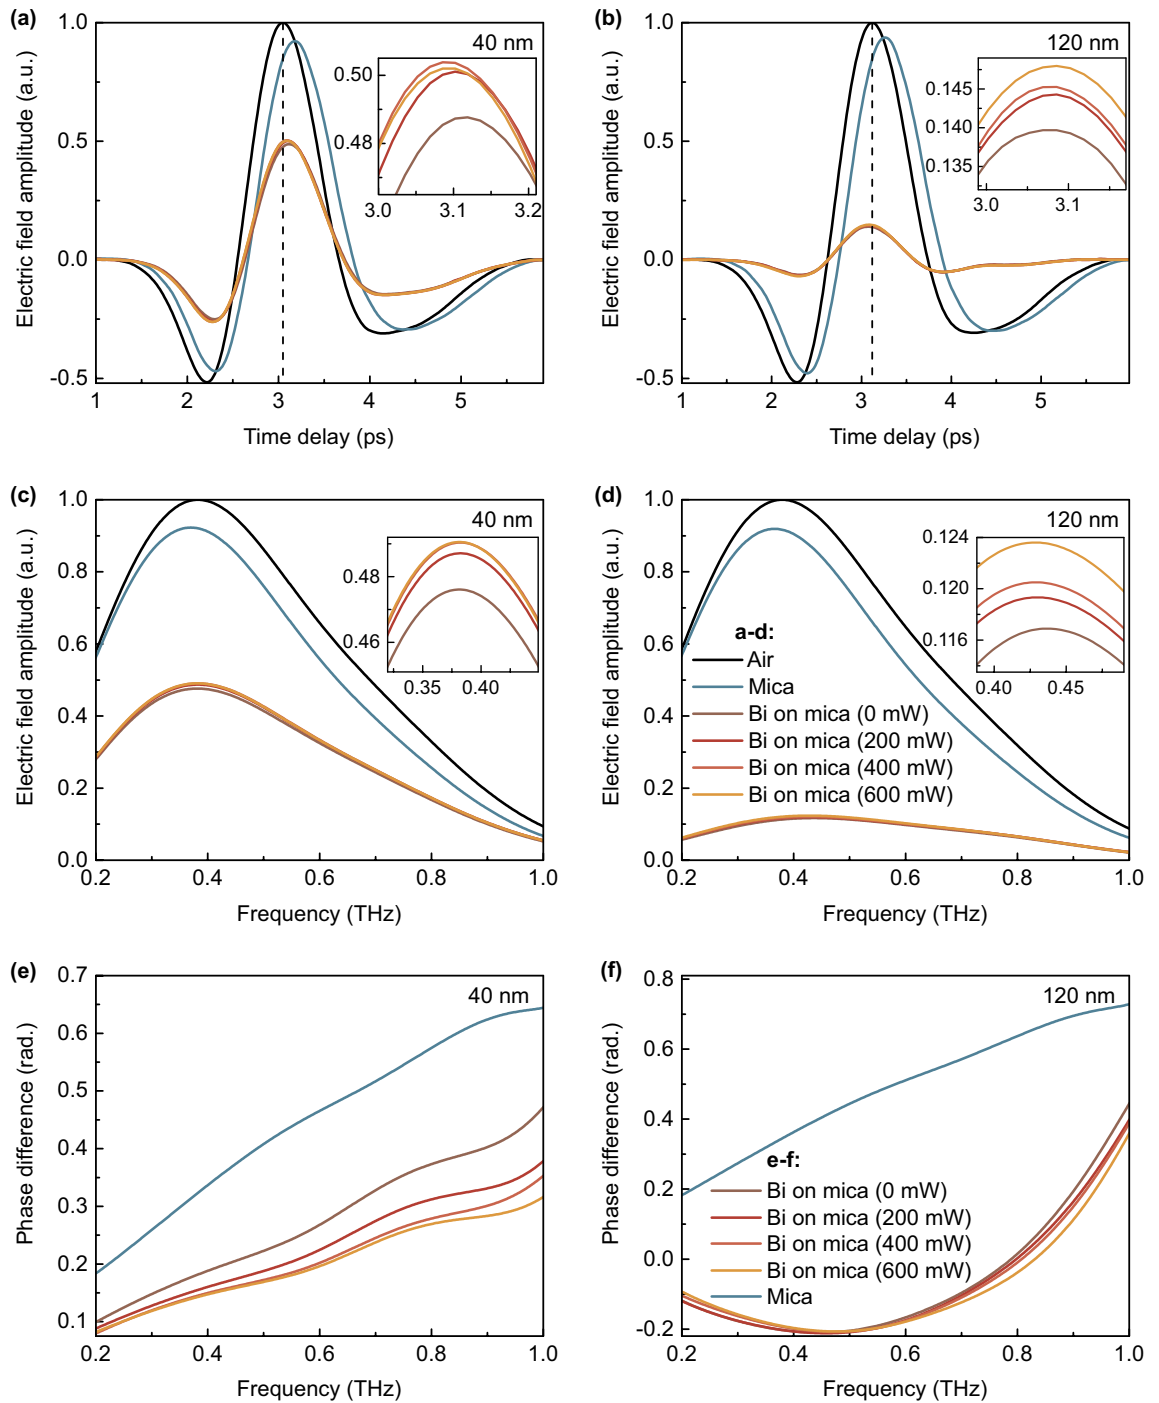 (a)
40 nm
Electric field amplitude (a.u.)
1.0
0.5
0.0
-0.5
0.50
0.48
3.0
3.1
3.2
1
2
3
4
5
Time delay (ps)
(b)
120 nm
Electric field amplitude (a.u.)
1.0
0.5
0.0
-0.5
0.145
0.140
0.135
3.0
3.1
1
2
3
4
5
Time delay (ps)
(c)
40 nm
Electric field amplitude (a.u.)
1.0
0.8
0.6
0.4
0.2
0.0
0.48
0.46
0.35
0.40
0.2
0.4
0.6
0.8
1.0
Frequency (THz)
(d)
120 nm
Electric field amplitude (a.u.)
1.0
0.8
0.6
0.4
0.2
0.0
0.124
0.120
0.116
0.40
0.45
a-d:
Air
Mica
Bi on mica (0 mW)
Bi on mica (200 mW)
Bi on mica (400 mW)
Bi on mica (600 mW)
0.2
0.4
0.6
0.8
1.0
Frequency (THz)
(e)
40 nm
Phase difference (rad.)
0.7
0.6
0.5
0.4
0.3
0.2
0.1
0.2
0.4
0.6
0.8
1.0
Frequency (THz)
(f)
120 nm
Phase difference (rad.)
0.8
0.6
0.4
0.2
0.0
-0.2
e-f:
Bi on mica (0 mW)
Bi on mica (200 mW)
Bi on mica (400 mW)
Bi on mica (600 mW)
Mica
0.2
0.4
0.6
0.8
1.0
Frequency (THz)